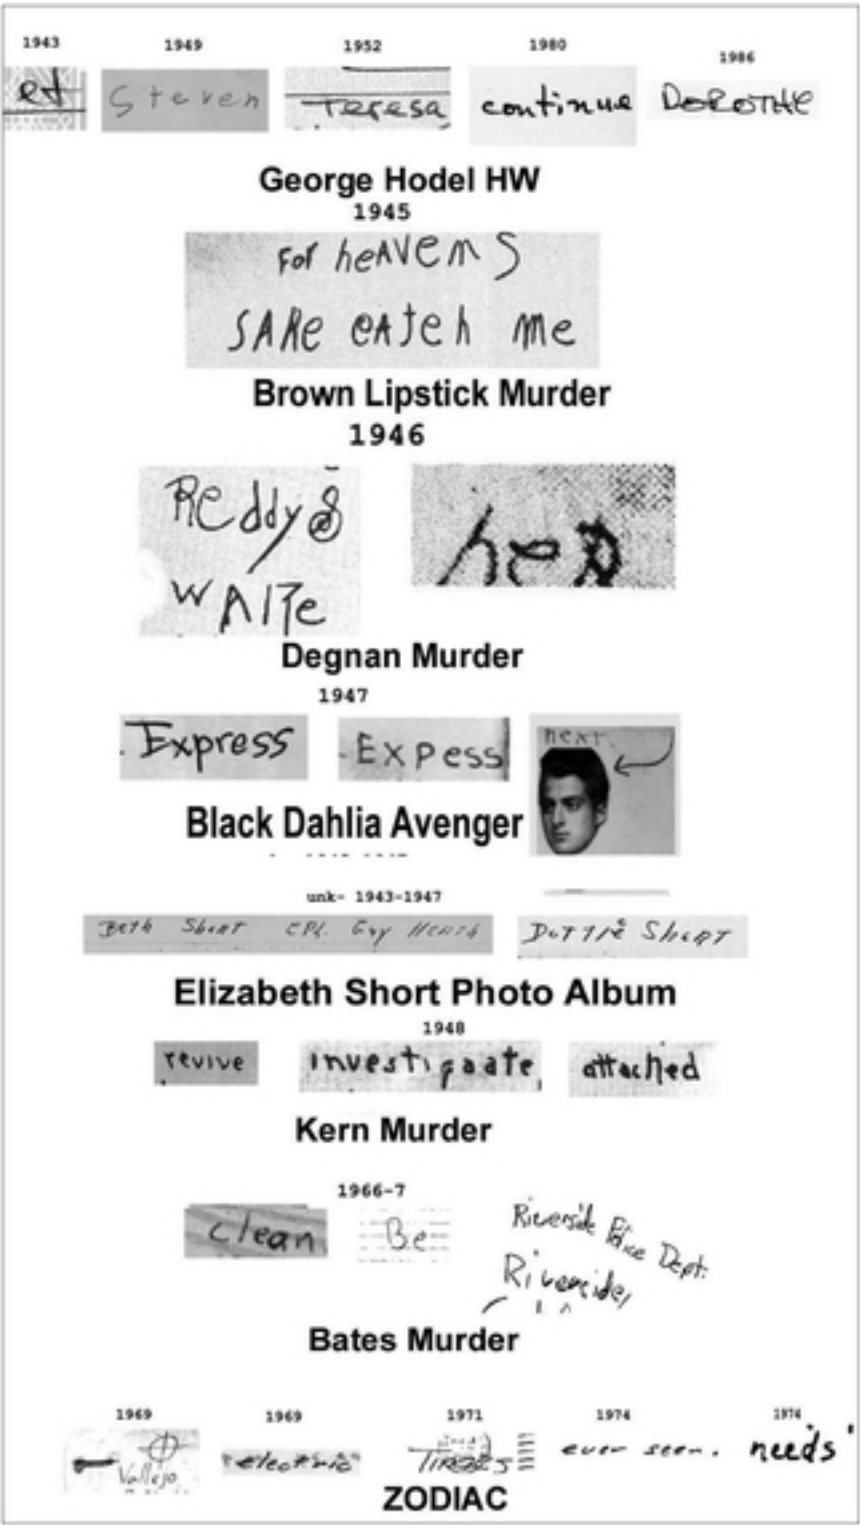 1943 1949 1952 1980 1986
et Steven Teresa continue DOROTHE
George Hodel HW
1945
For heAVens
SAKe cATch me
Brown Lipstick Murder
1946
Reddy &
WAITe her
Degnan Murder
1947
Express Expess next
Black Dahlia Avenger
unk- 1943-1947
Beth Short CPL. Guy Dottie Short
Elizabeth Short Photo Album
1948
revive investigaate attached
Kern Murder
1966-7
clean Be Riverside Police Dept.
Riverside,
Bates Murder
1969 1969 1971 1974 1974
Vallejo electric TIMES ever seen. needs
ZODIAC